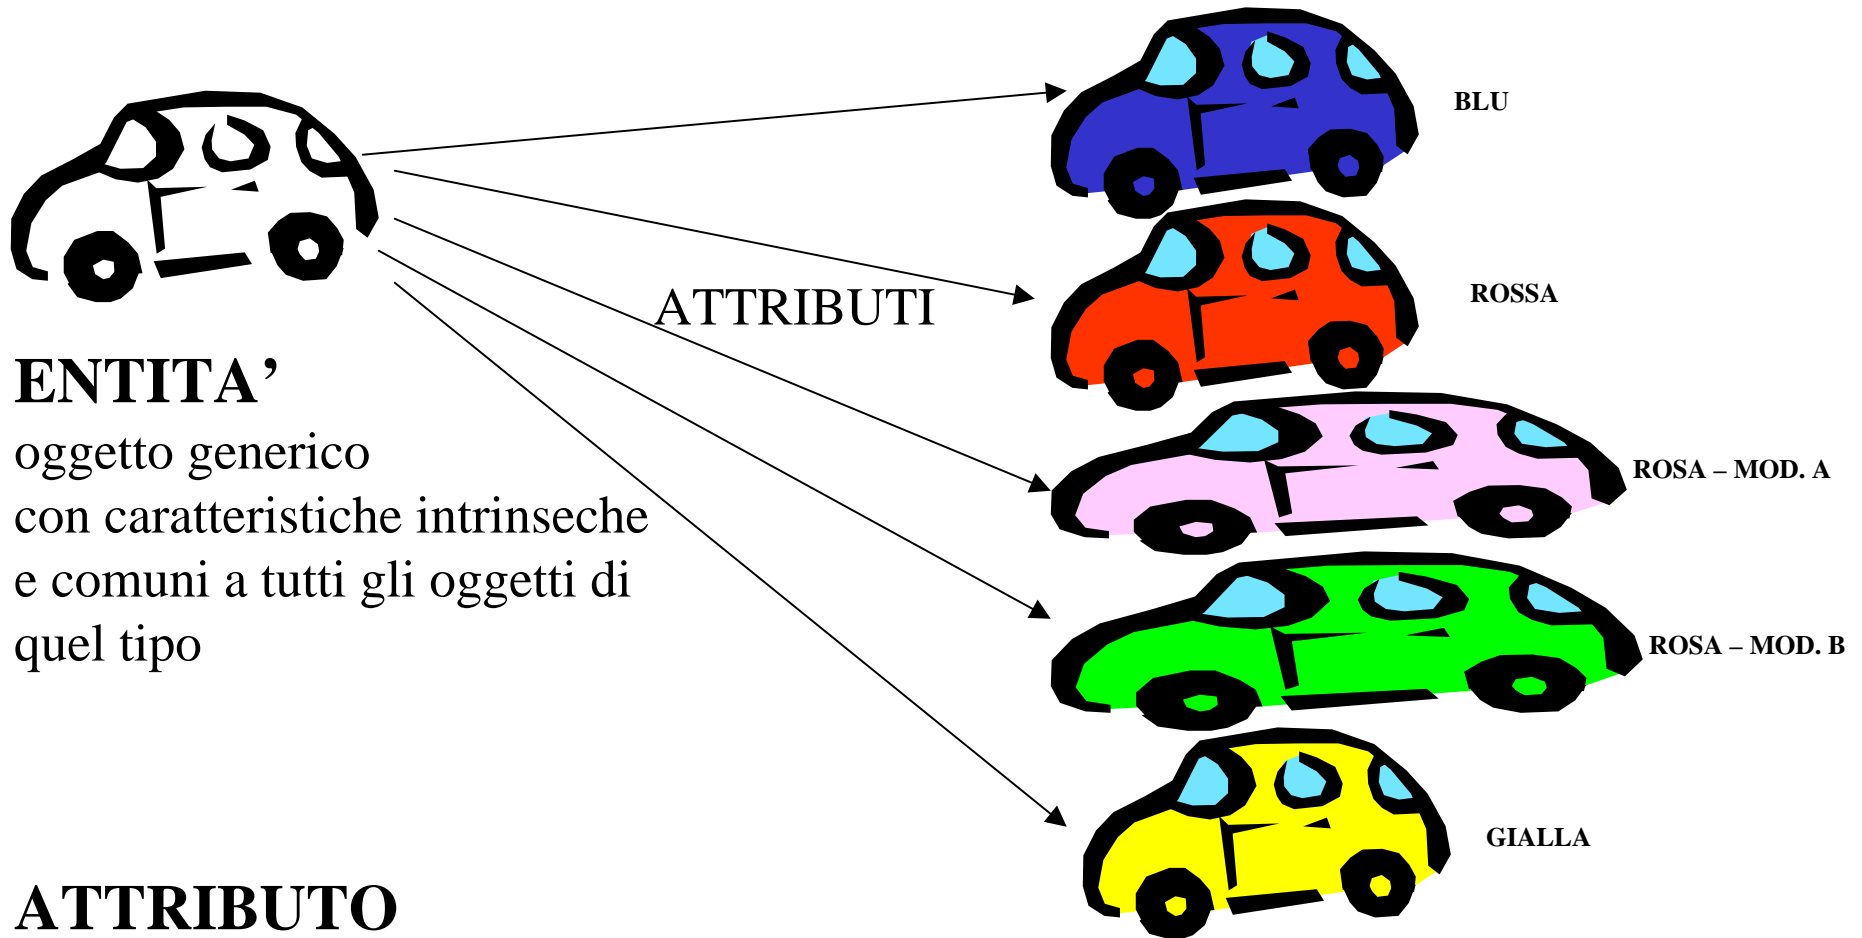 BLU
ROSSA
ATTRIBUTI
ENTITA’
oggetto generico
con caratteristiche intrinseche
e comuni a tutti gli oggetti di
quel tipo
ROSA – MOD. A
ROSA – MOD. B
GIALLA
ATTRIBUTO